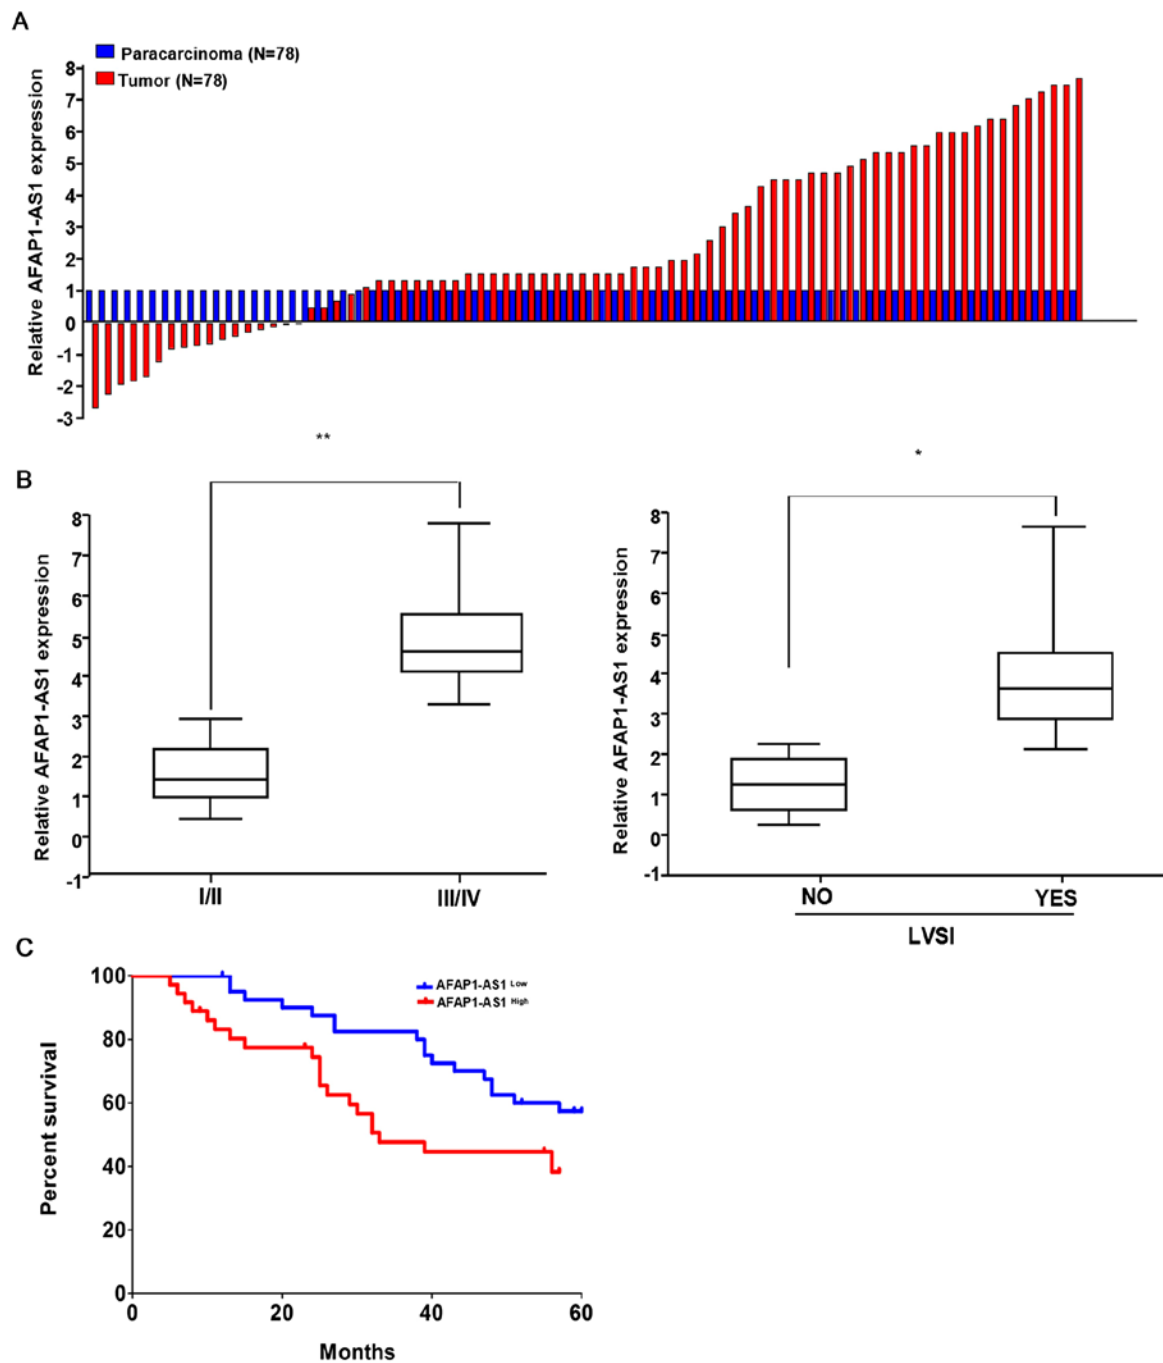 A
Paracarcinoma (N=78)
Tumor (N=78)
Relative AFAP1-AS1 expression
8
7
6
5
4
3
2
1
0
-1
-2
-3
**
*
B
Relative AFAP1-AS1 expression
8
7
6
5
4
3
2
1
0
-1
I/II
III/IV
Relative AFAP1-AS1 expression
8
7
6
5
4
3
2
1
0
-1
NO
YES
LVSI
C
AFAP1-AS1 Low
AFAP1-AS1 High
Percent survival
100
80
60
40
20
0
0 20 40 60
Months